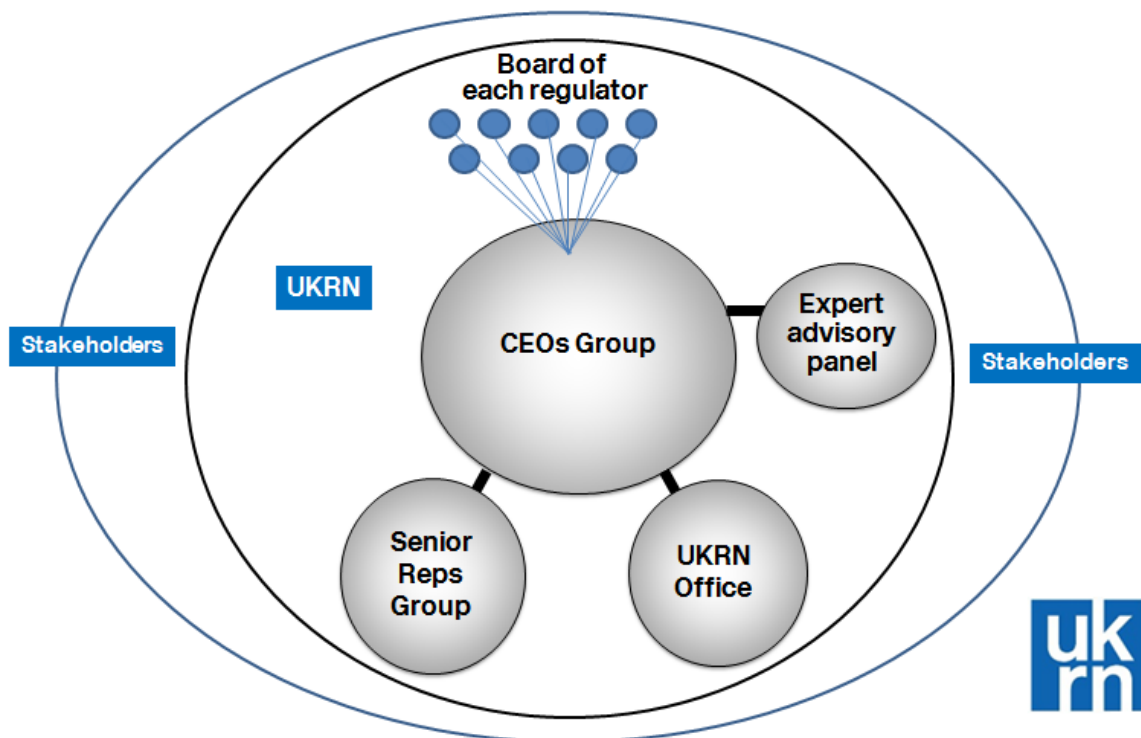 Board of
each regulator
UKRN
Stakeholders
CEOs Group
Expert
advisory
panel
Stakeholders
Senior
Reps
Group
UKRN
Office
uk
rn